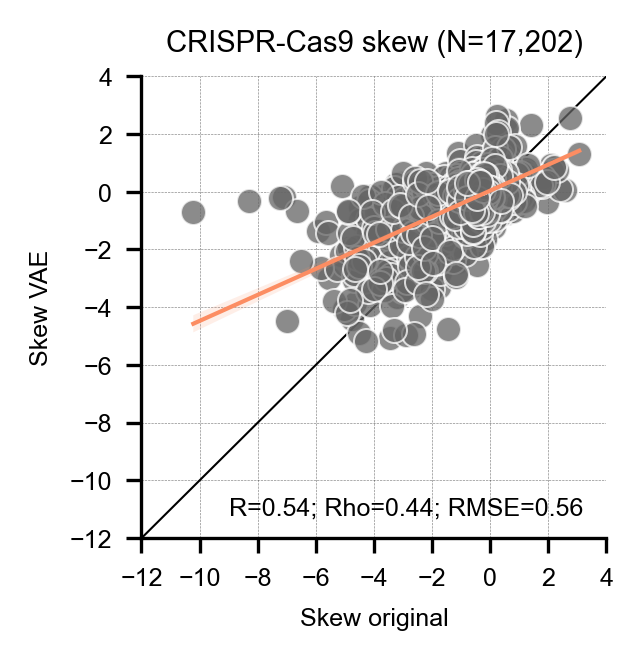 CRISPR-Cas9 skew (N=17,202)
4
2
0
−2
−4
−6
−8
−10
−12
Skew VAE
R=0.54; Rho=0.44; RMSE=0.56
−12 −10 −8 −6 −4 −2 0 2 4
Skew original